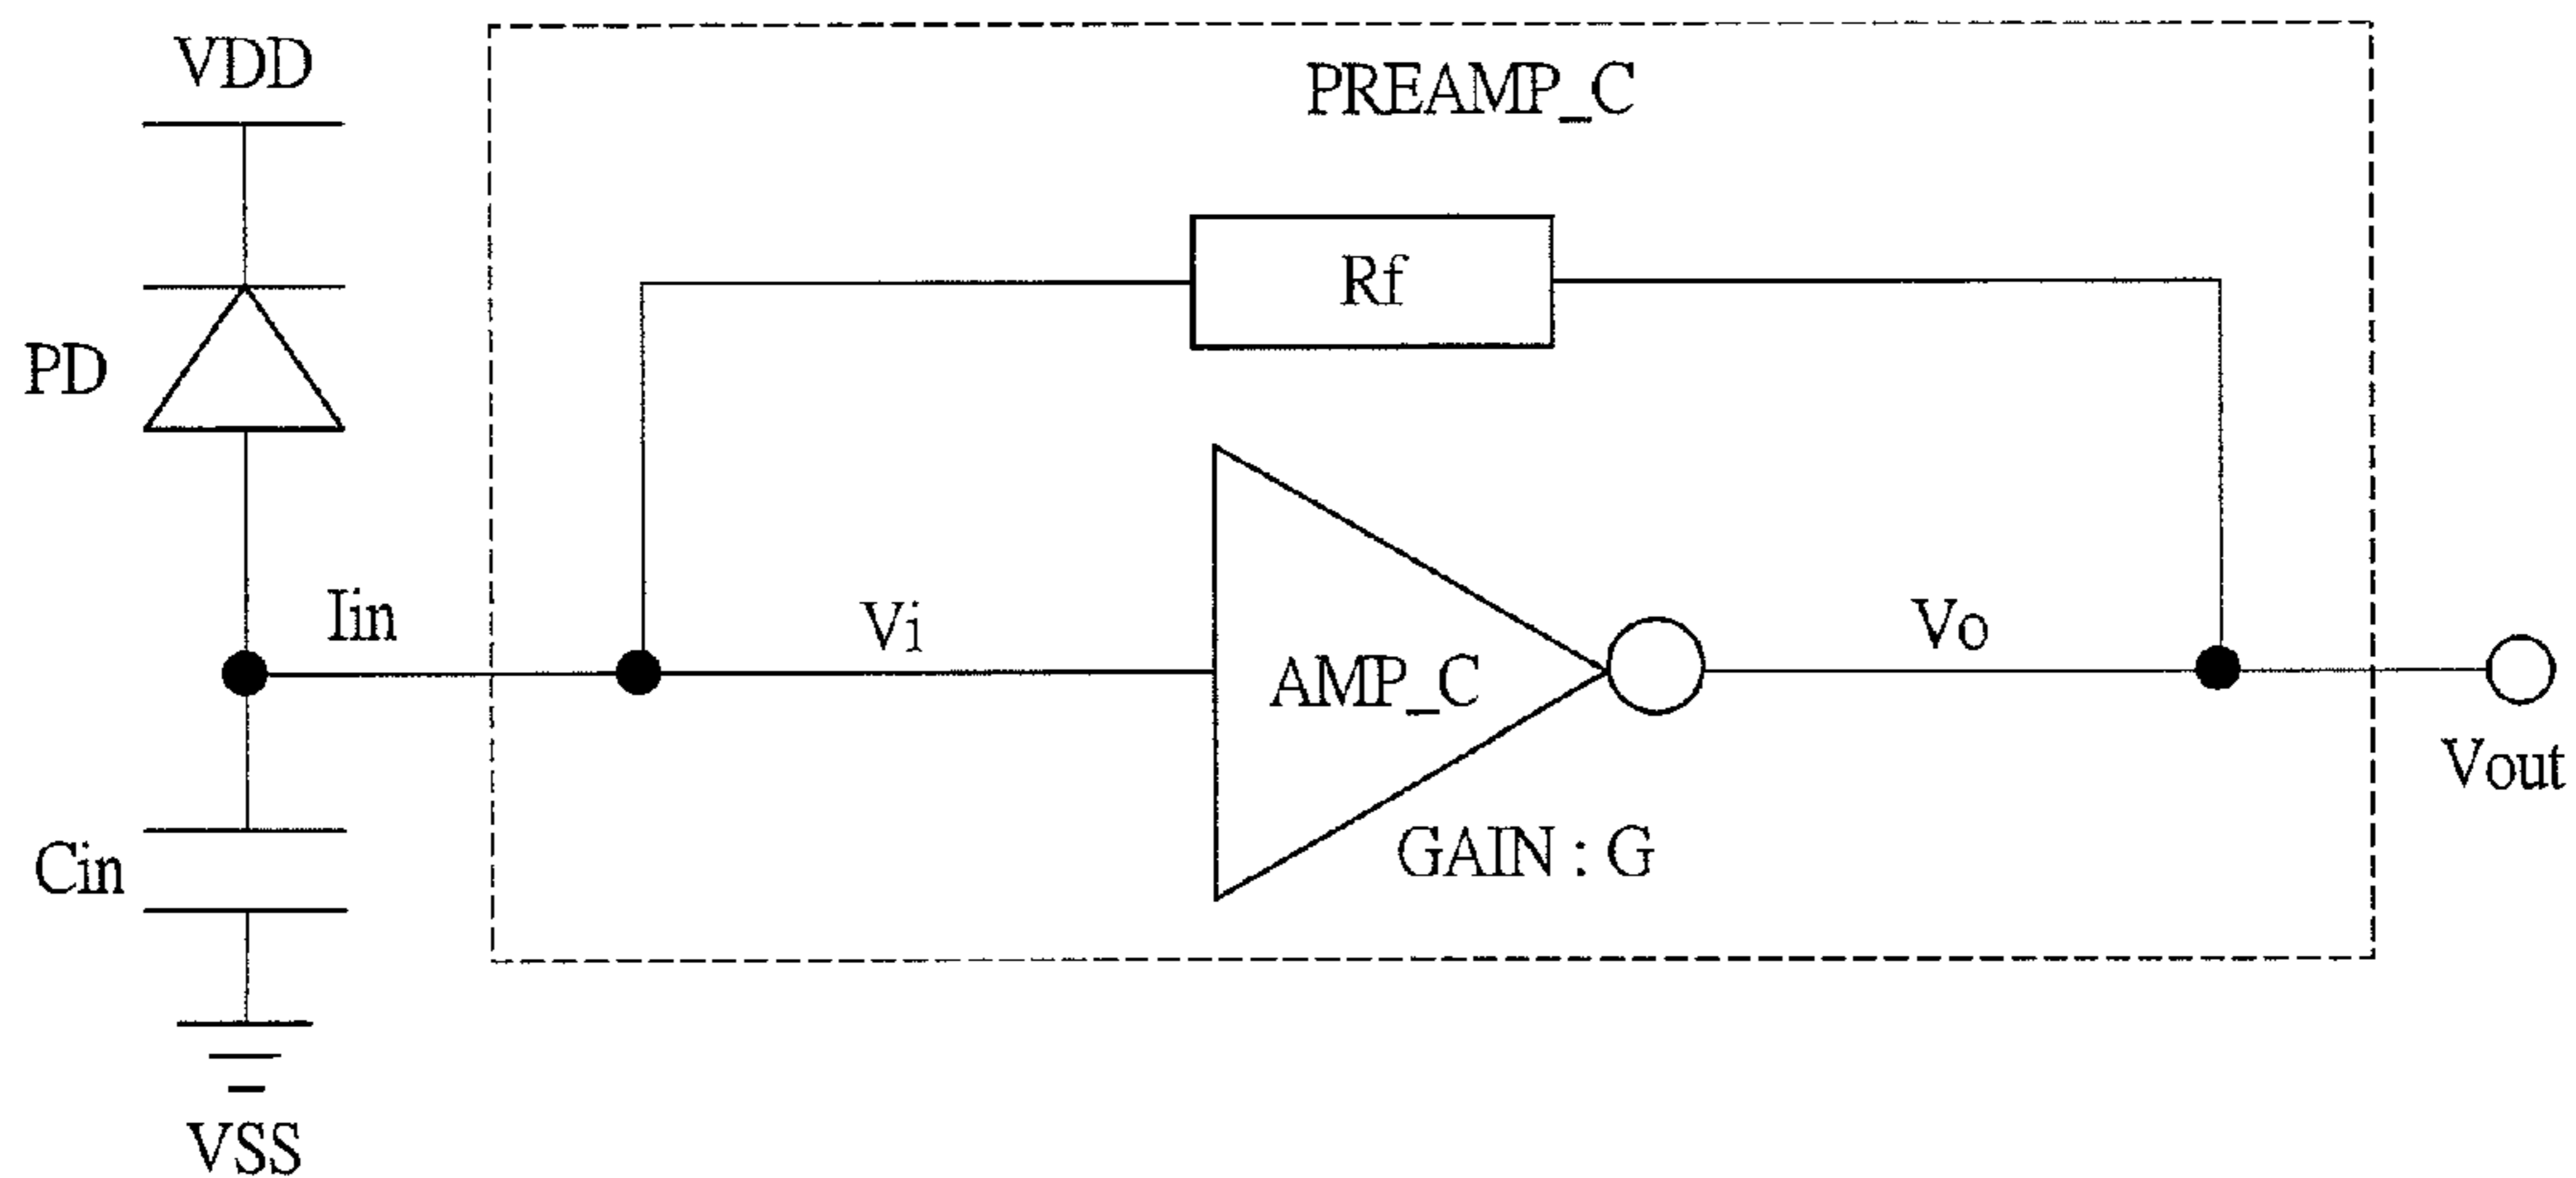 VDD
PREAMP_C
Rf
PD
Iin
Vi
Vo
AMP_C
Vout
GAIN : G
Cin
VSS